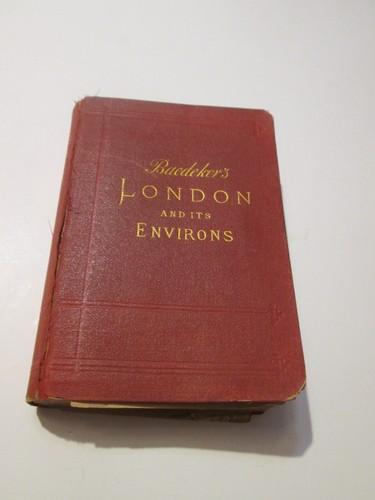 Baedeker's
LONDON
AND ITS
ENVIRONS